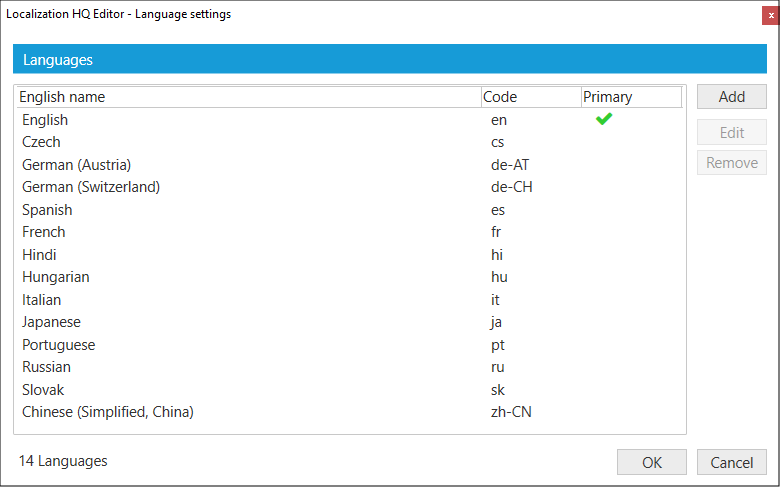 Localization HQ Editor - Language settings
x
Languages
English name Code Primary
Add
English en
Edit
Czech cs
German (Austria) de-AT
Remove
German (Switzerland) de-CH
Spanish es
French fr
Hindi hi
Hungarian hu
Italian it
Japanese ja
Portuguese pt
Russian ru
Slovak sk
Chinese (Simplified, China) zh-CN
14 Languages
OK Cancel